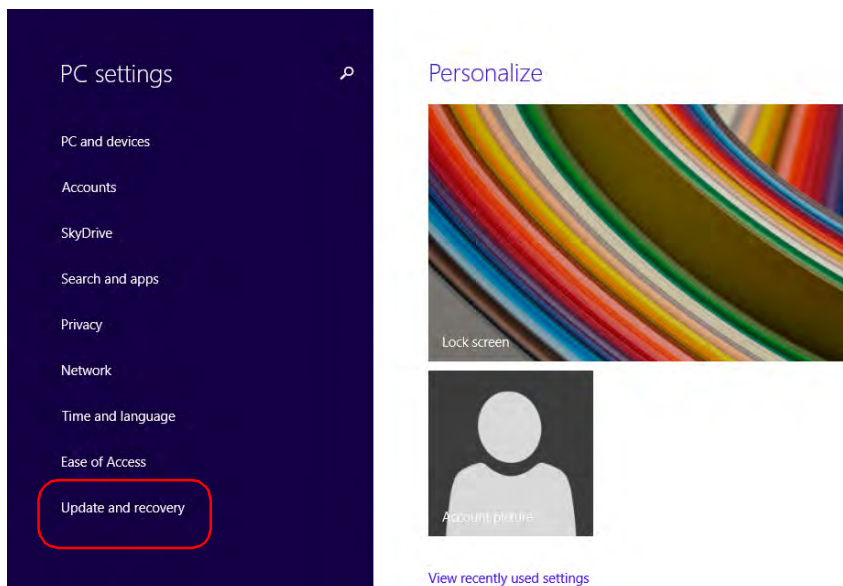 PC settings
PC and devices
Accounts
SkyDrive
Search and apps
Privacy
Network
Time and language
Ease of Access
Update and recovery
Personalize
Lock screen
Account picture
View recently used settings